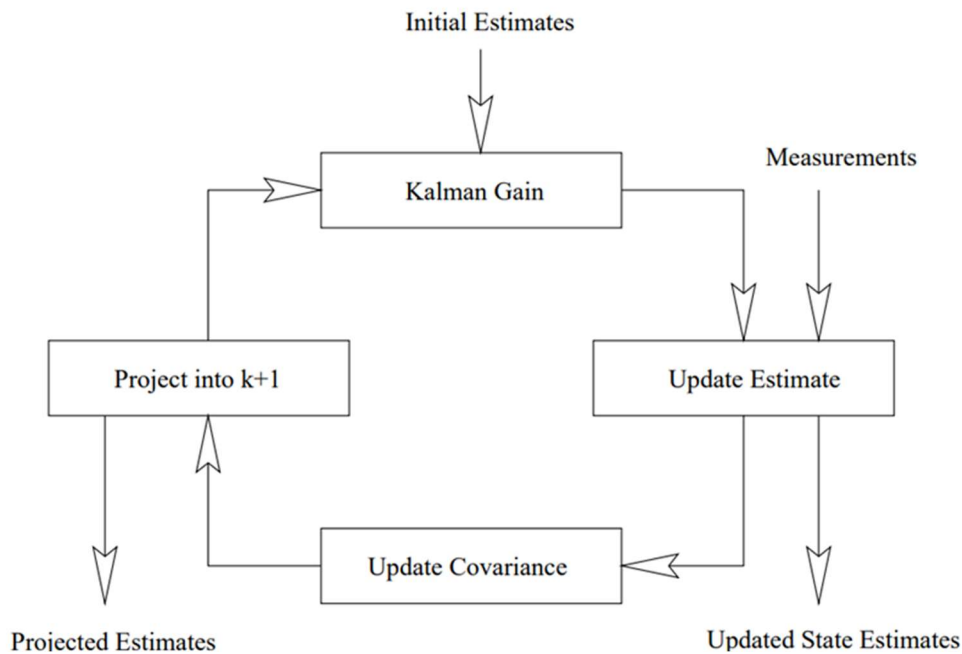 Initial Estimates
Measurements
Kalman Gain
Project into k+1
Update Estimate
Update Covariance
Projected Estimates
Updated State Estimates